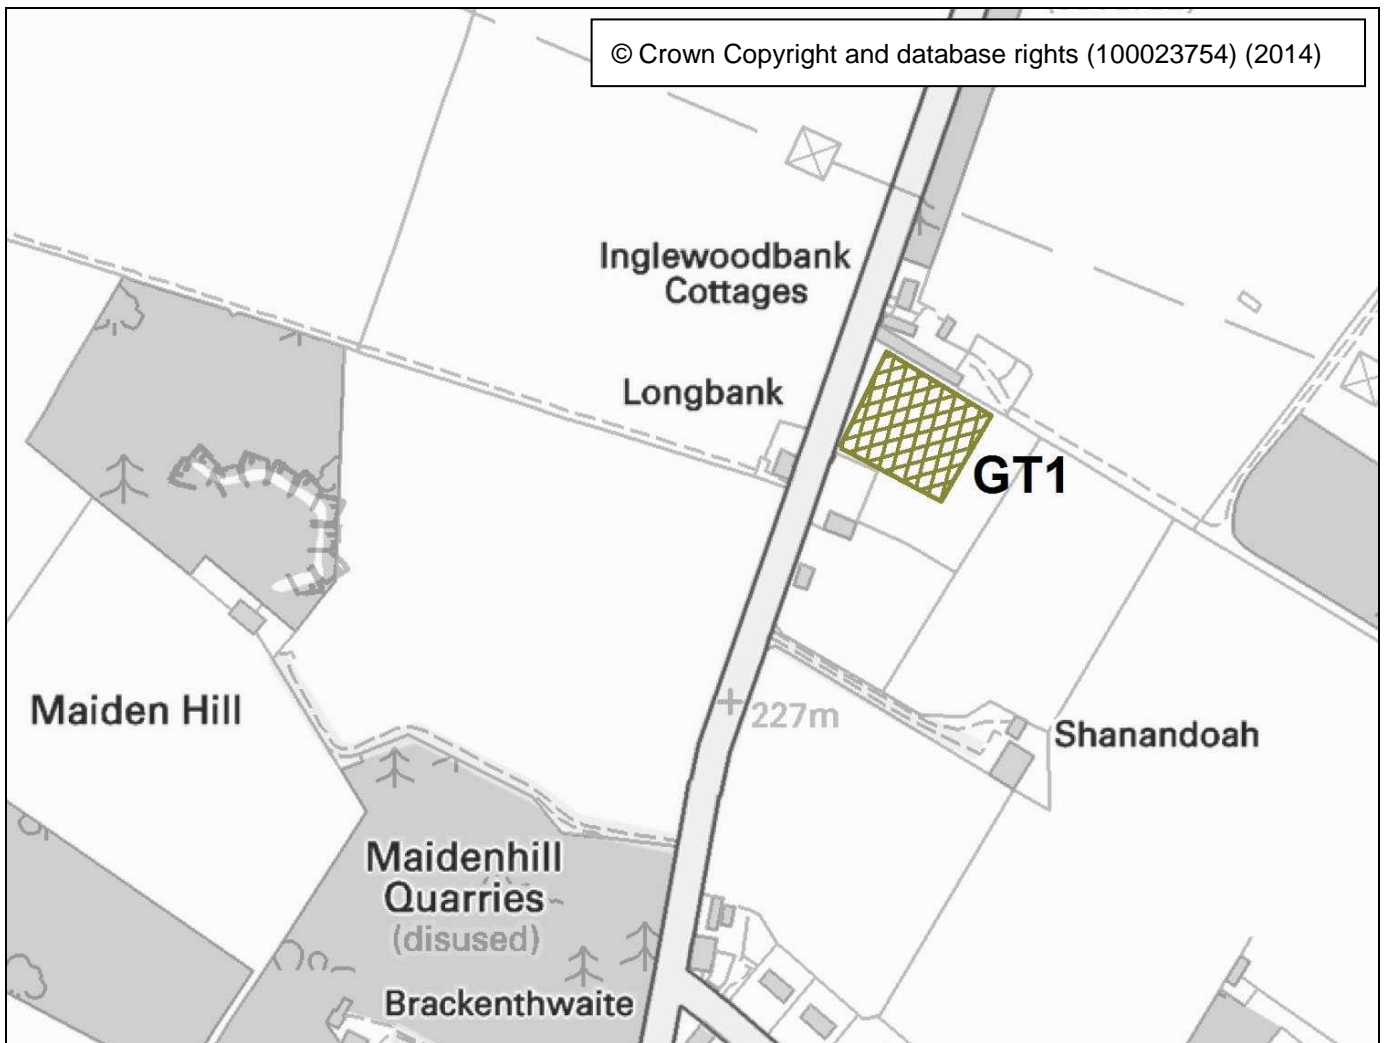 © Crown Copyright and database rights (100023754) (2014)
Inglewoodbank
Cottages
Longbank
GT1
Maiden Hill
227m
Shanandoah
Maidenhill
Quarries
(disused)
Brackenthwaite